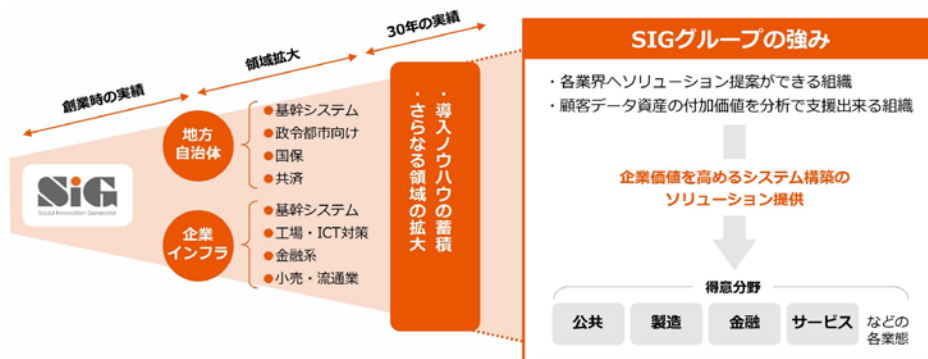 創業時の実績
領域拡大
30年の実績
SiG
Social Innovation Generator
地方
自治体
●基幹システム
●政令都市向け
●国保
●共済
企業
インフラ
●基幹システム
●工場・ICT対策
●金融系
●小売・流通業
・導入ノウハウの蓄積
・さらなる領域の拡大
SIGグループの強み
・各業界へソリューション提案ができる組織
・顧客データ資産の付加価値を分析で支援出来る組織
企業価値を高めるシステム構築の
ソリューション提供
得意分野
公共
製造
金融
サービス
などの
各業態